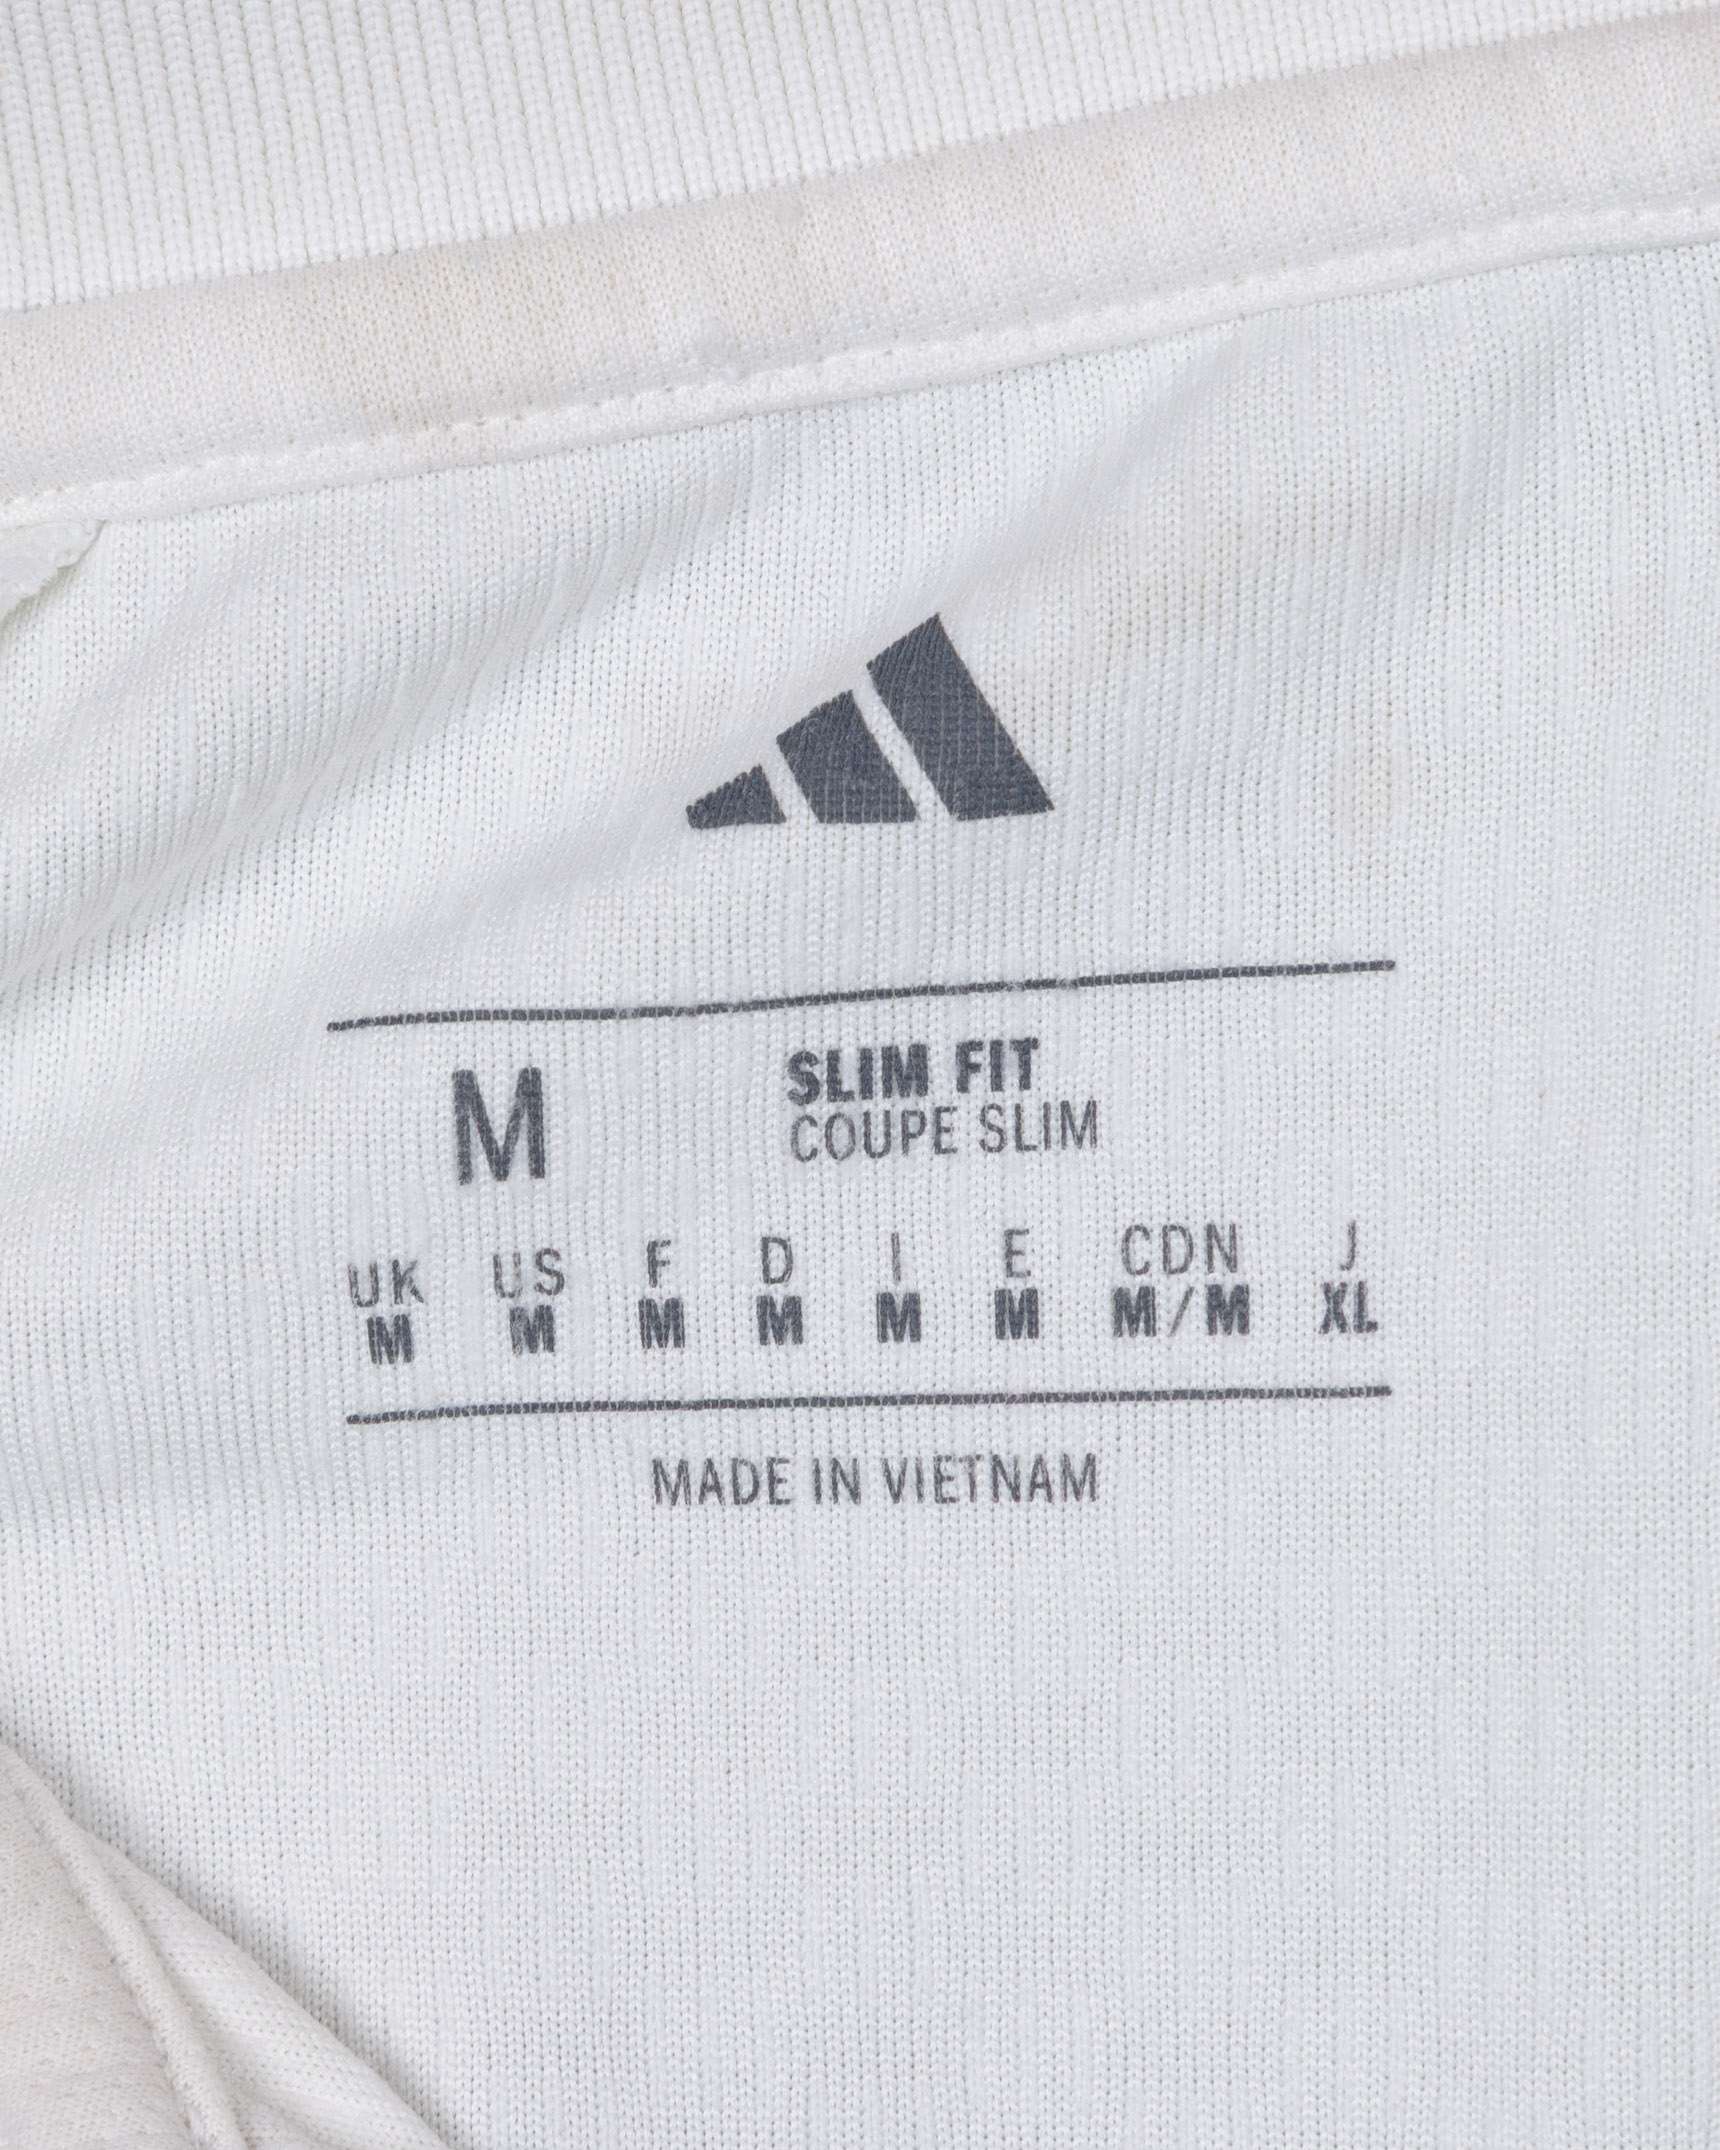 M
SLIM FIT
COUPE SLIM
UK US F D I E CDN J
M M M M M M M/M XL
MADE IN VIETNAM